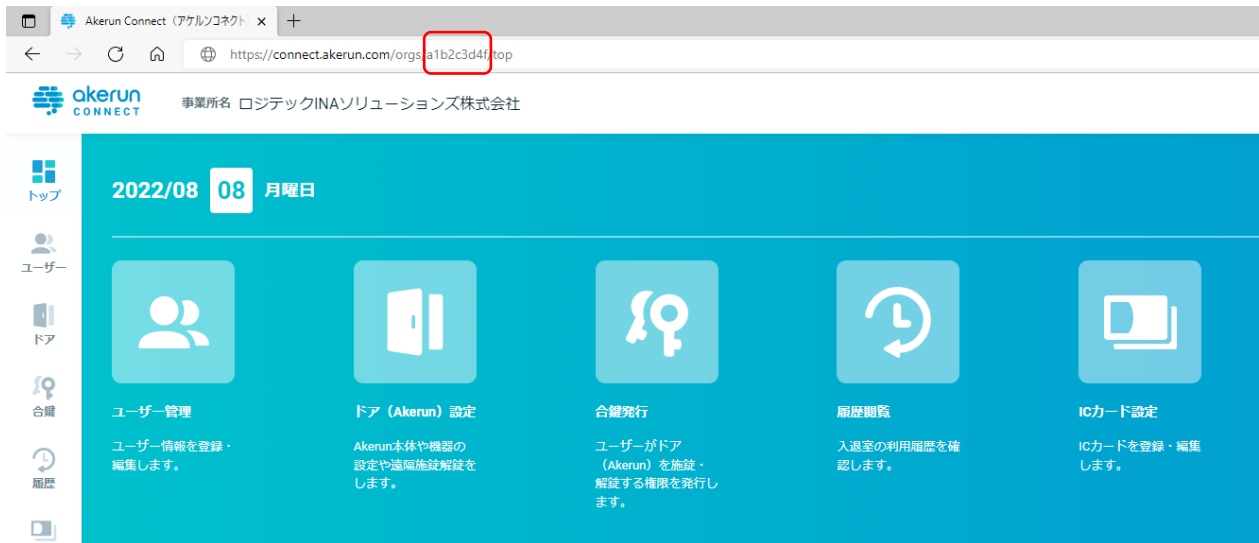 Akerun Connect（アケルンコネクト
https://connect.akerun.com/orgs/a1b2c3d4f/top
akerun
CONNECT
事業所名 ロジテックINAソリューションズ株式会社
トップ
ユーザー
ドア
合鍵
履歴
2022/08 08 月曜日
ユーザー管理
ユーザー情報を登録・
編集します。
ドア（Akerun）設定
Akerun本体や機器の
設定や遠隔施錠解錠を
します。
合鍵発行
ユーザーがドア
（Akerun）を施錠・
解錠する権限を発行し
ます。
履歴閲覧
入退室の利用履歴を確
認します。
ICカード設定
ICカードを登録・編集
します。